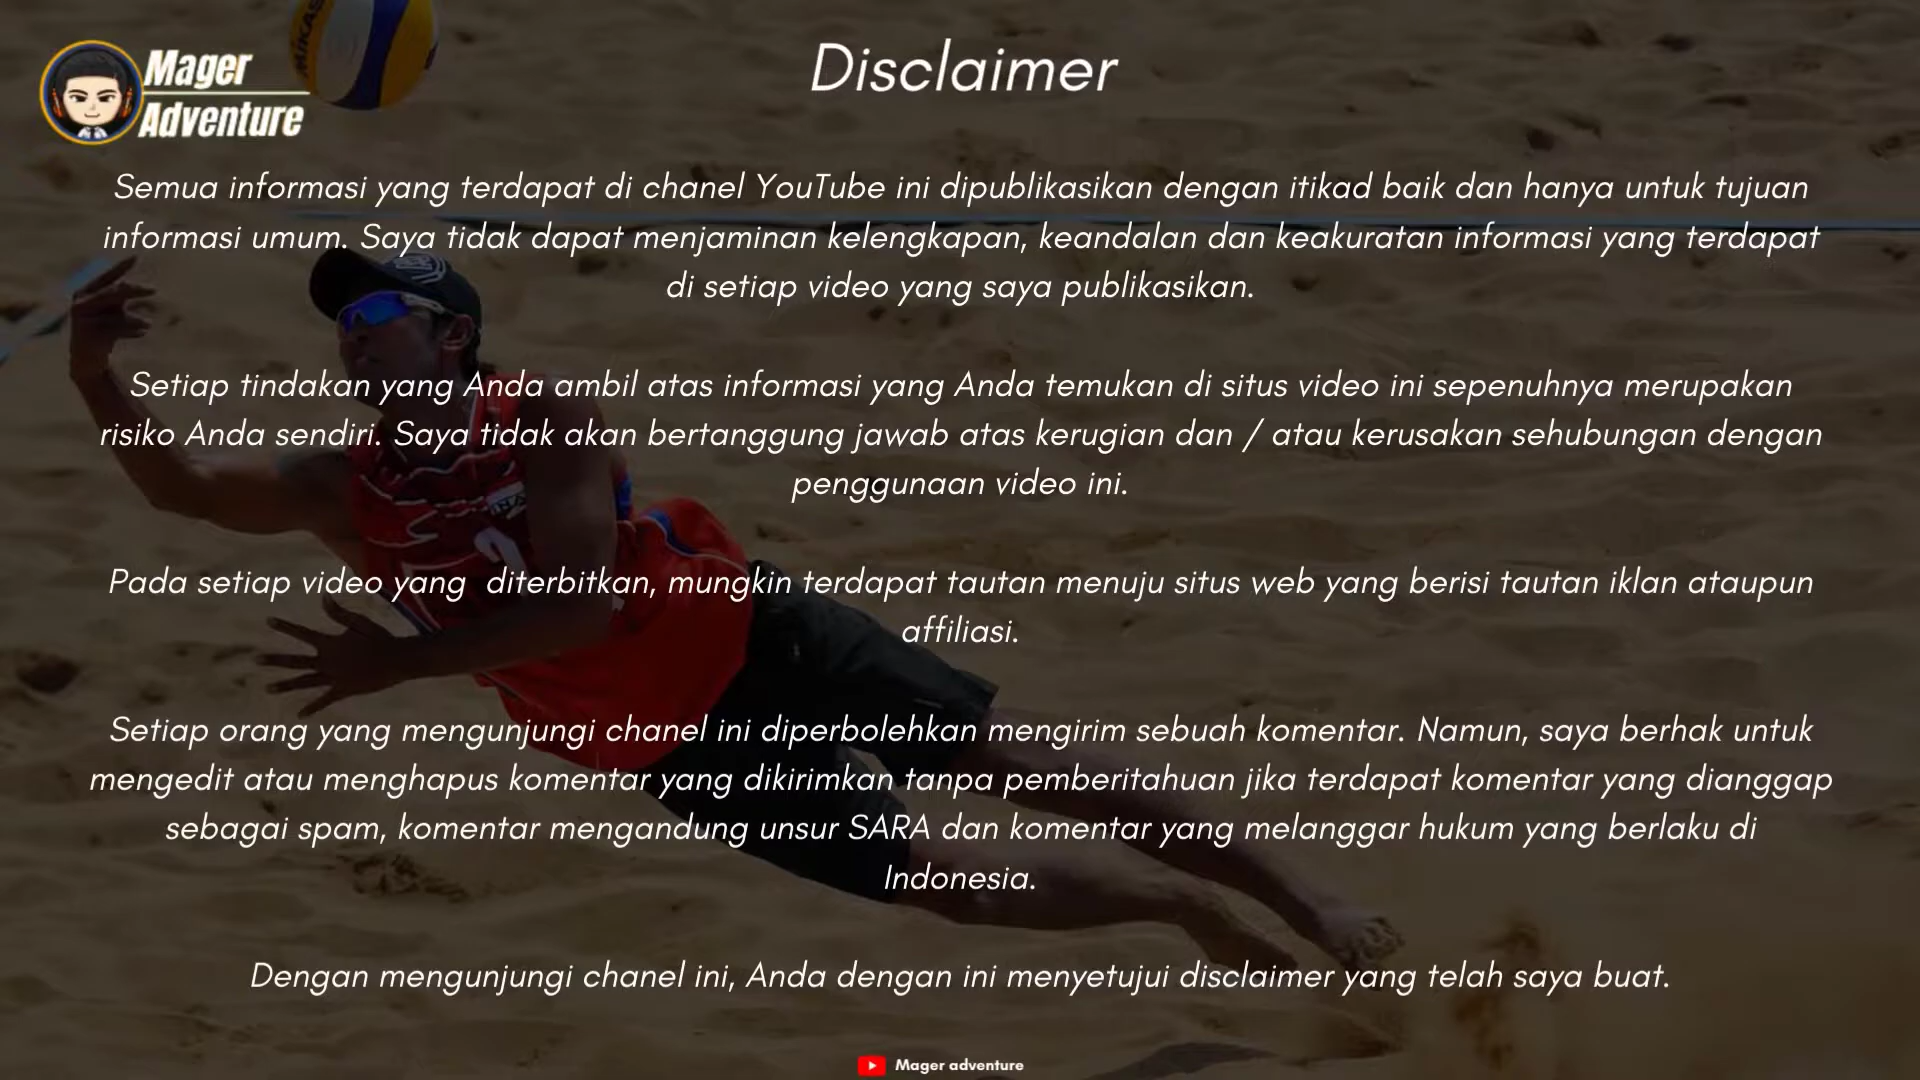 MIKAS
Mager
Adventure
Disclaimer
Semua informasi yang terdapat di chanel YouTube ini dipublikasikan dengan itikad baik dan hanya untuk tujuan
informasi umum. Saya tidak dapat menjaminan kelengkapan, keandalan dan keakuratan informasi yang terdapat
di setiap video yang saya publikasikan.
Setiap tindakan yang Anda ambil atas informasi yang Anda temukan di situs video ini sepenuhnya merupakan
risiko Anda sendiri. Saya tidak akan bertanggung jawab atas kerugian dan / atau kerusakan sehubungan dengan
penggunaan video ini.
Pada setiap video yang  diterbitkan, mungkin terdapat tautan menuju situs web yang berisi tautan iklan ataupun
affiliasi.
Setiap orang yang mengunjungi chanel ini diperbolehkan mengirim sebuah komentar. Namun, saya berhak untuk
mengedit atau menghapus komentar yang dikirimkan tanpa pemberitahuan jika terdapat komentar yang dianggap
sebagai spam, komentar mengandung unsur SARA dan komentar yang melanggar hukum yang berlaku di
Indonesia.
Dengan mengunjungi chanel ini, Anda dengan ini menyetujui disclaimer yang telah saya buat.
Mager adventure